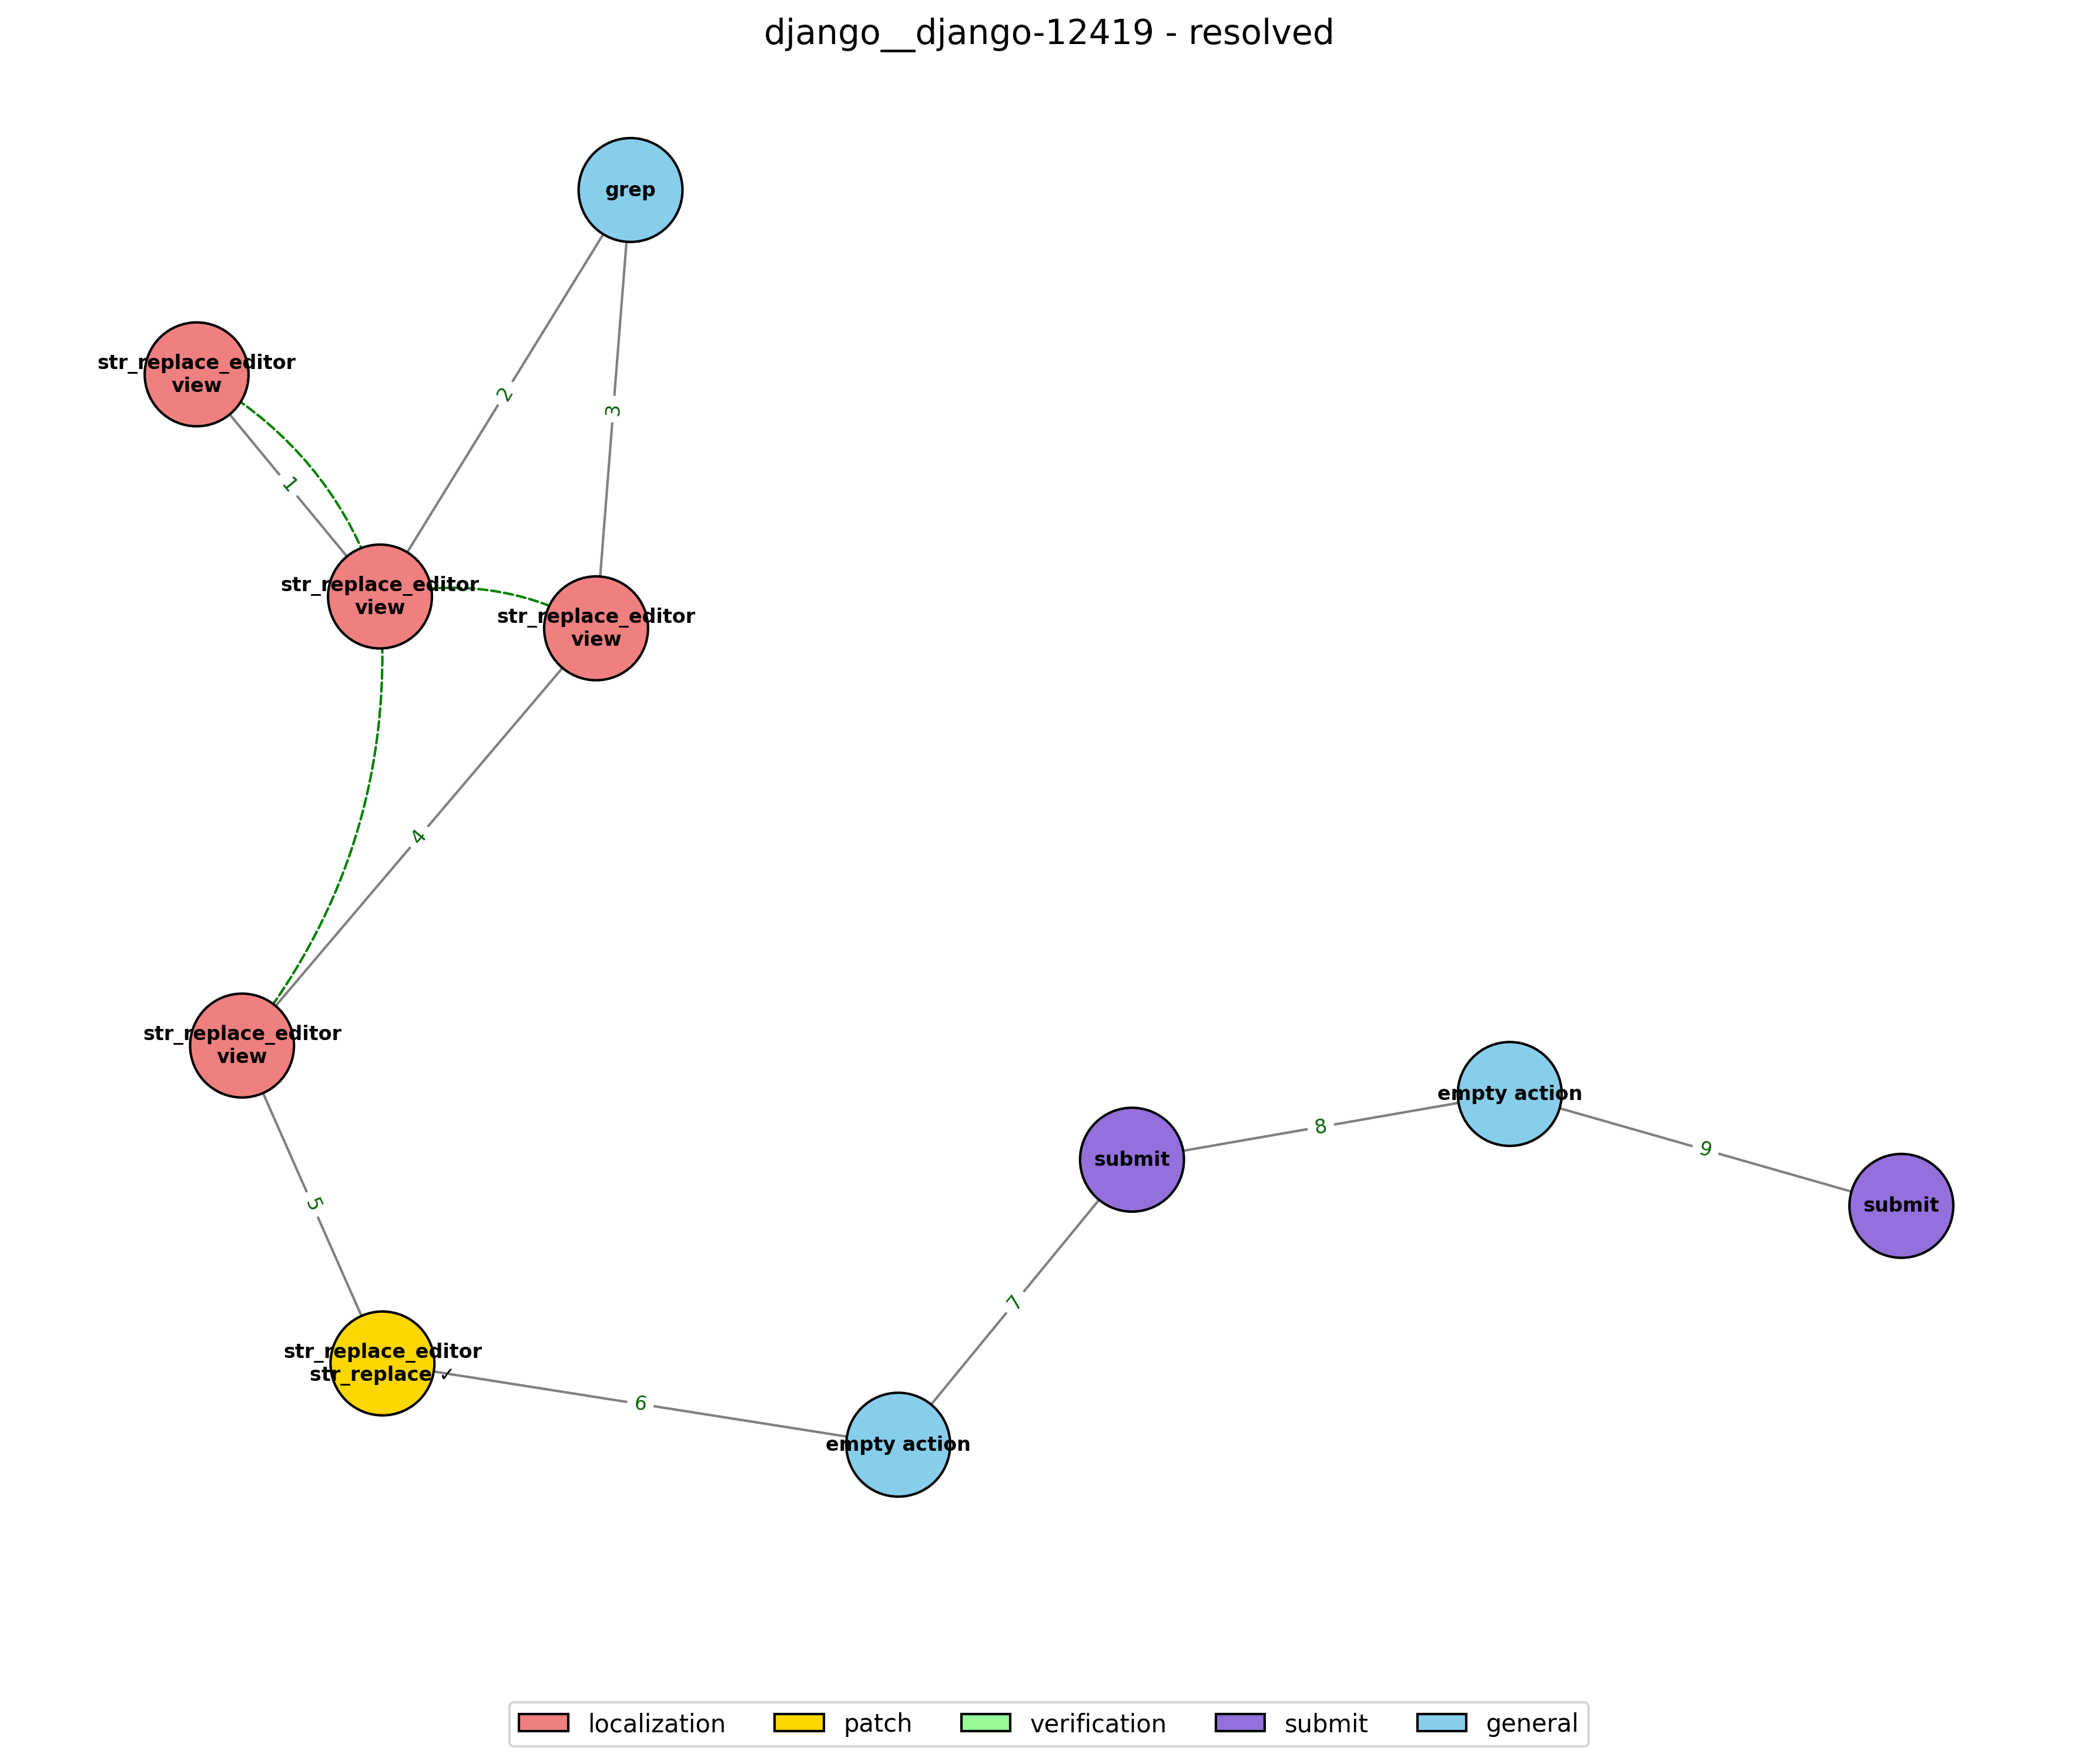 django__django-12419 - resolved
grep
2
3
str_replace_editor
view
1
str_replace_editor
view
str_replace_editor
view
4
str_replace_editor
view
5
str_replace_editor
str_replace ✓
6
empty action
7
submit
8
empty action
9
submit
localization
patch
verification
submit
general